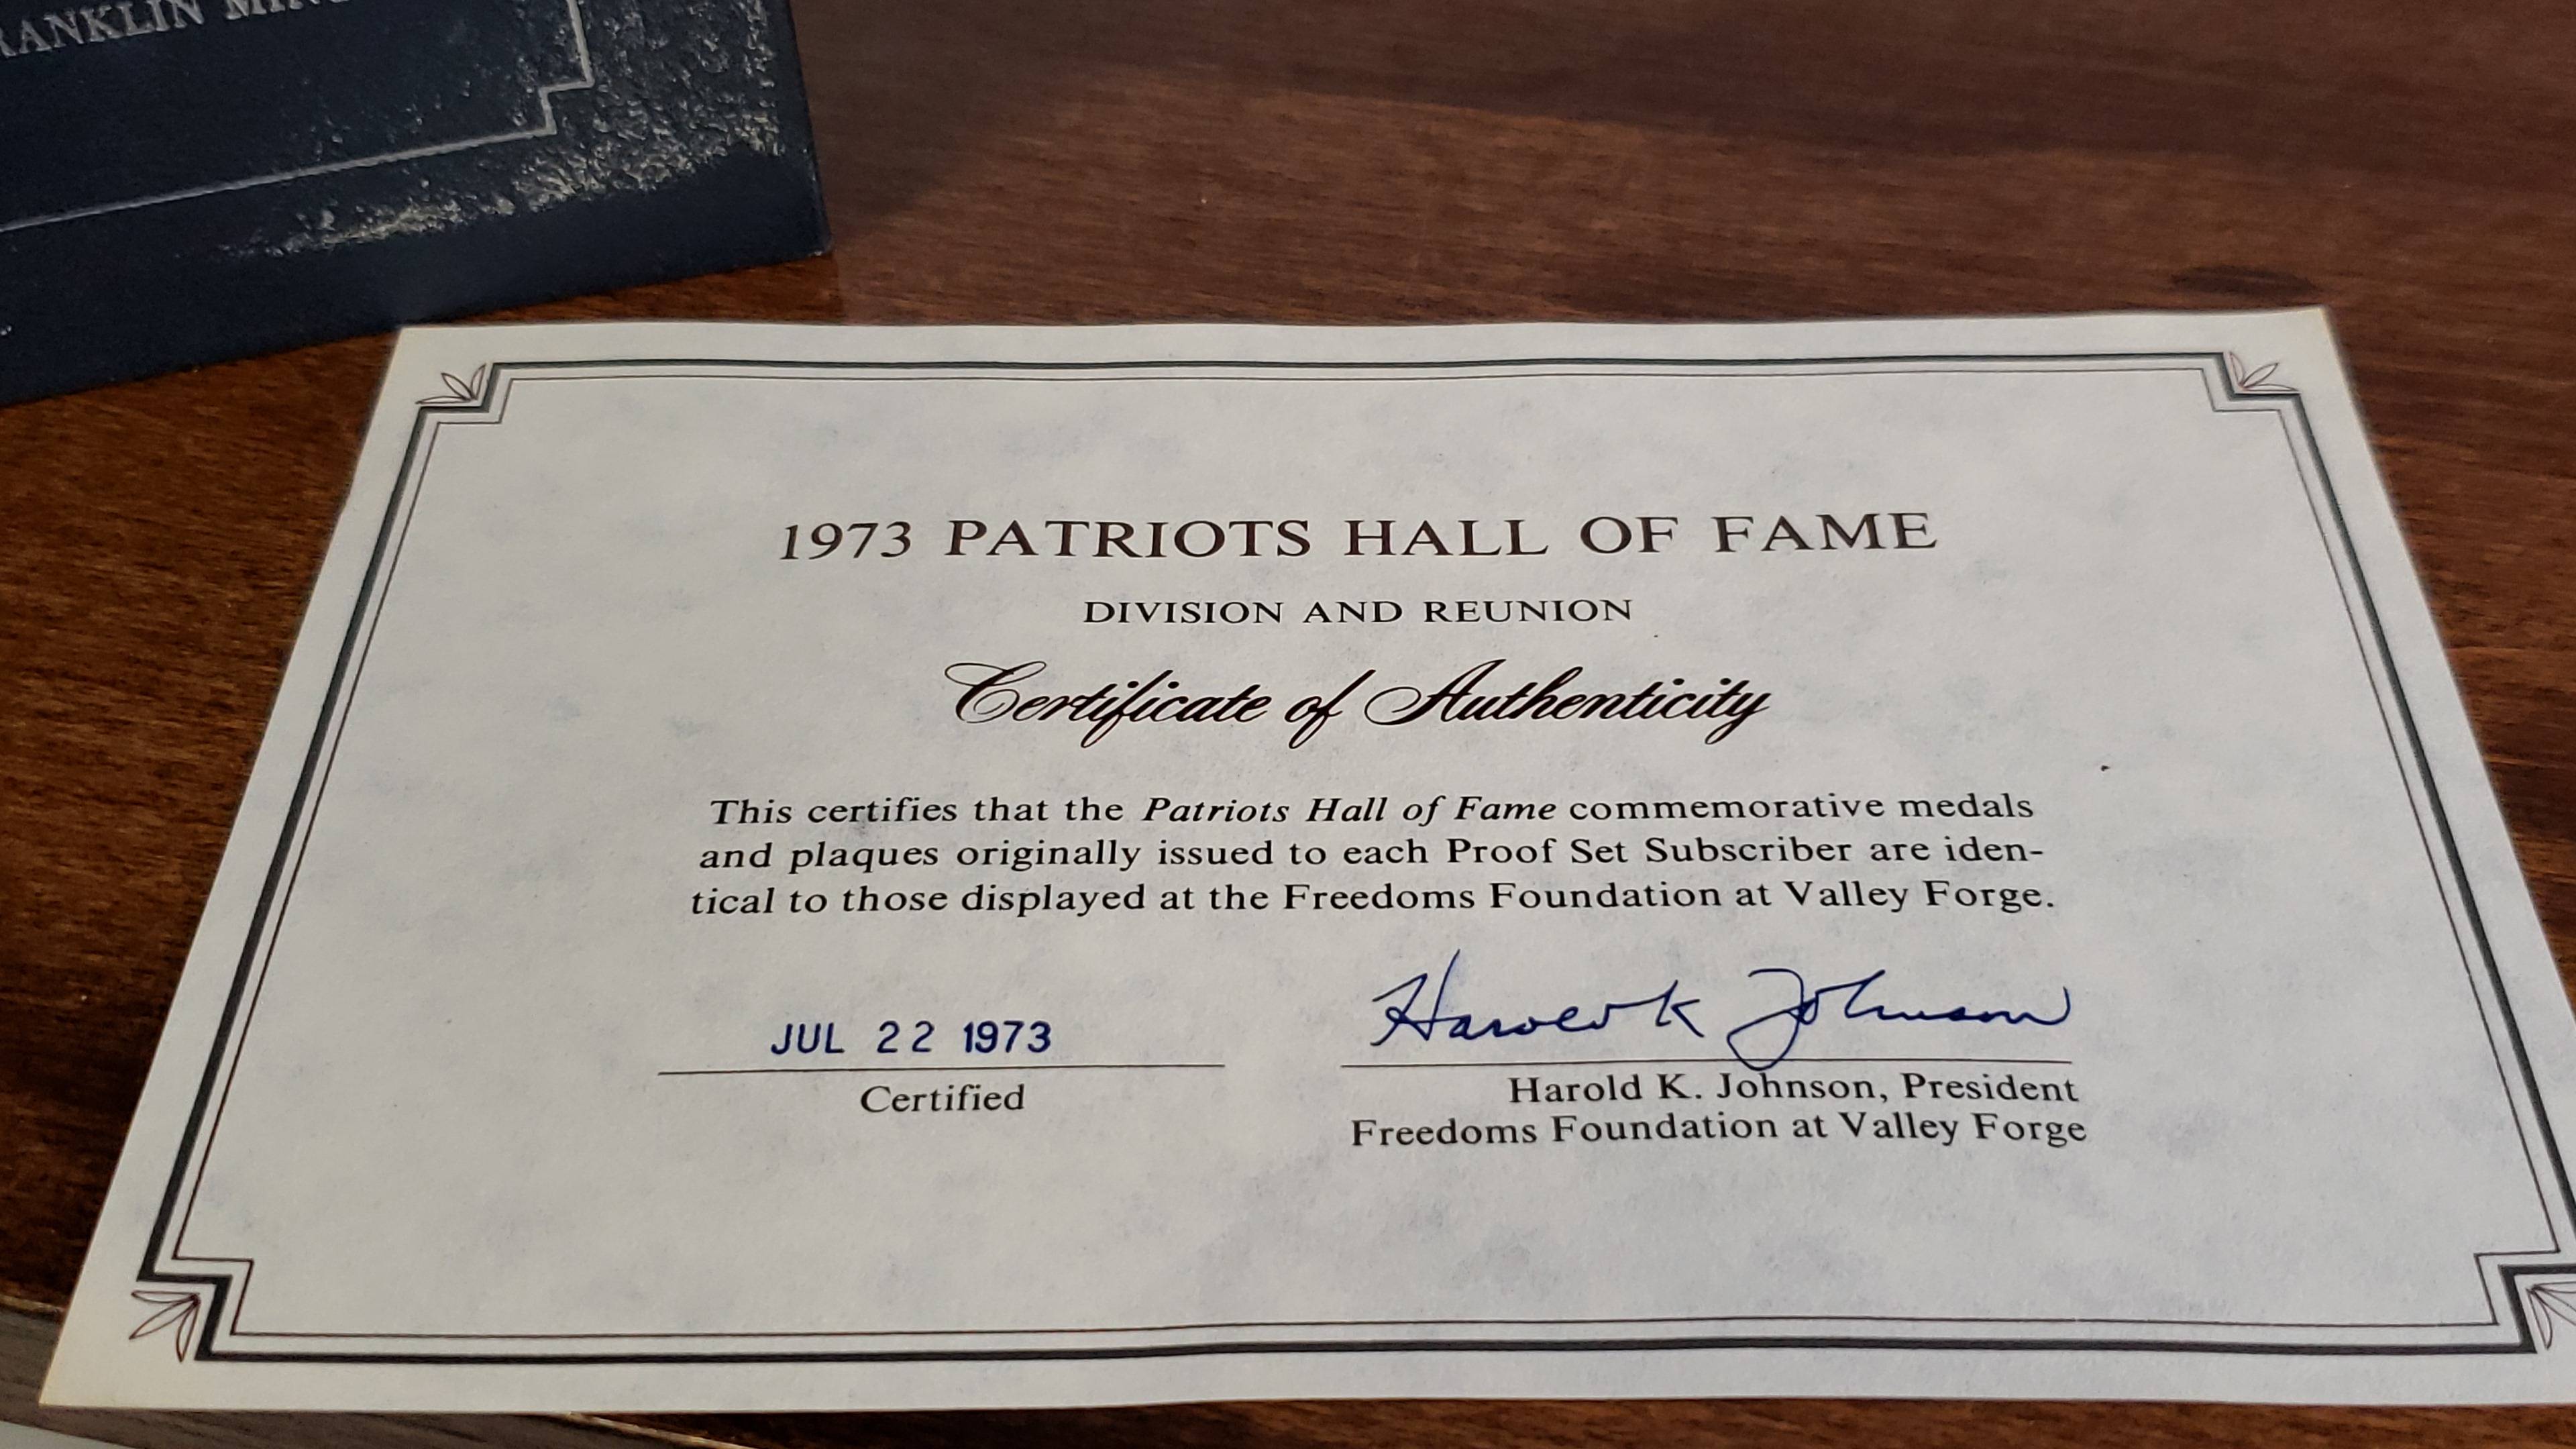 1973 PATRIOTS HALL OF FAME
DIVISION AND REUNION
Certificate of Authenticity
This certifies that the Patriots Hall of Fame commemorative medals
and plaques originally issued to each Proof Set Subscriber are iden-
tical to those displayed at the Freedoms Foundation at Valley Forge.
JUL 22 1973
Certified
Harold K Johnson
Harold K. Johnson, President
Freedoms Foundation at Valley Forge